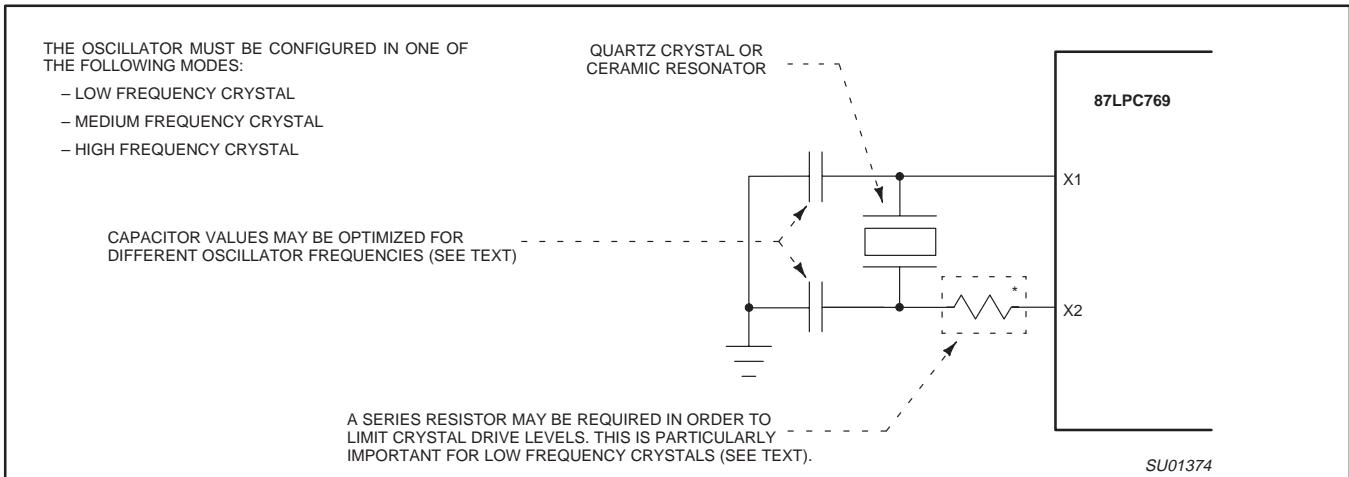 THE OSCILLATOR MUST BE CONFIGURED IN ONE OF
THE FOLLOWING MODES:
– LOW FREQUENCY CRYSTAL
– MEDIUM FREQUENCY CRYSTAL
– HIGH FREQUENCY CRYSTAL
QUARTZ CRYSTAL OR
CERAMIC RESONATOR
87LPC769
X1
CAPACITOR VALUES MAY BE OPTIMIZED FOR
DIFFERENT OSCILLATOR FREQUENCIES (SEE TEXT)
*
X2
A SERIES RESISTOR MAY BE REQUIRED IN ORDER TO
LIMIT CRYSTAL DRIVE LEVELS. THIS IS PARTICULARLY
IMPORTANT FOR LOW FREQUENCY CRYSTALS (SEE TEXT).
SU01374